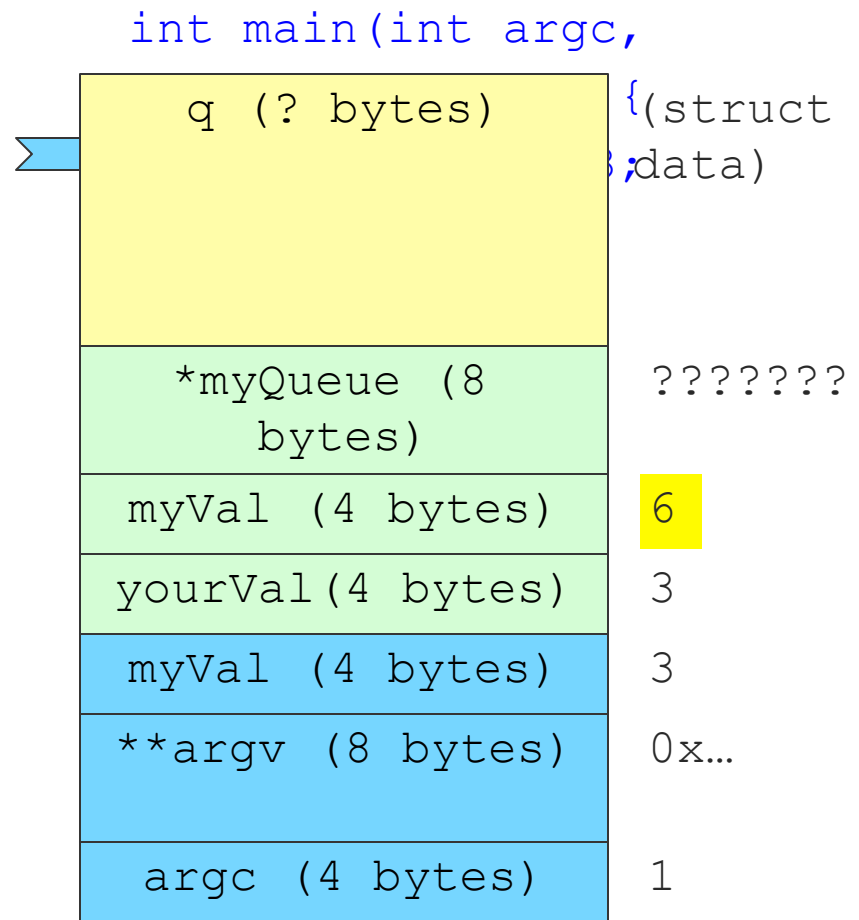 int main(int argc,
q (? bytes)
{(struct
;data)
*myQueue (8
bytes)
???????
myVal (4 bytes)
6
yourVal(4 bytes)
3
myVal (4 bytes)
3
**argv (8 bytes)
0x…
argc (4 bytes)
1